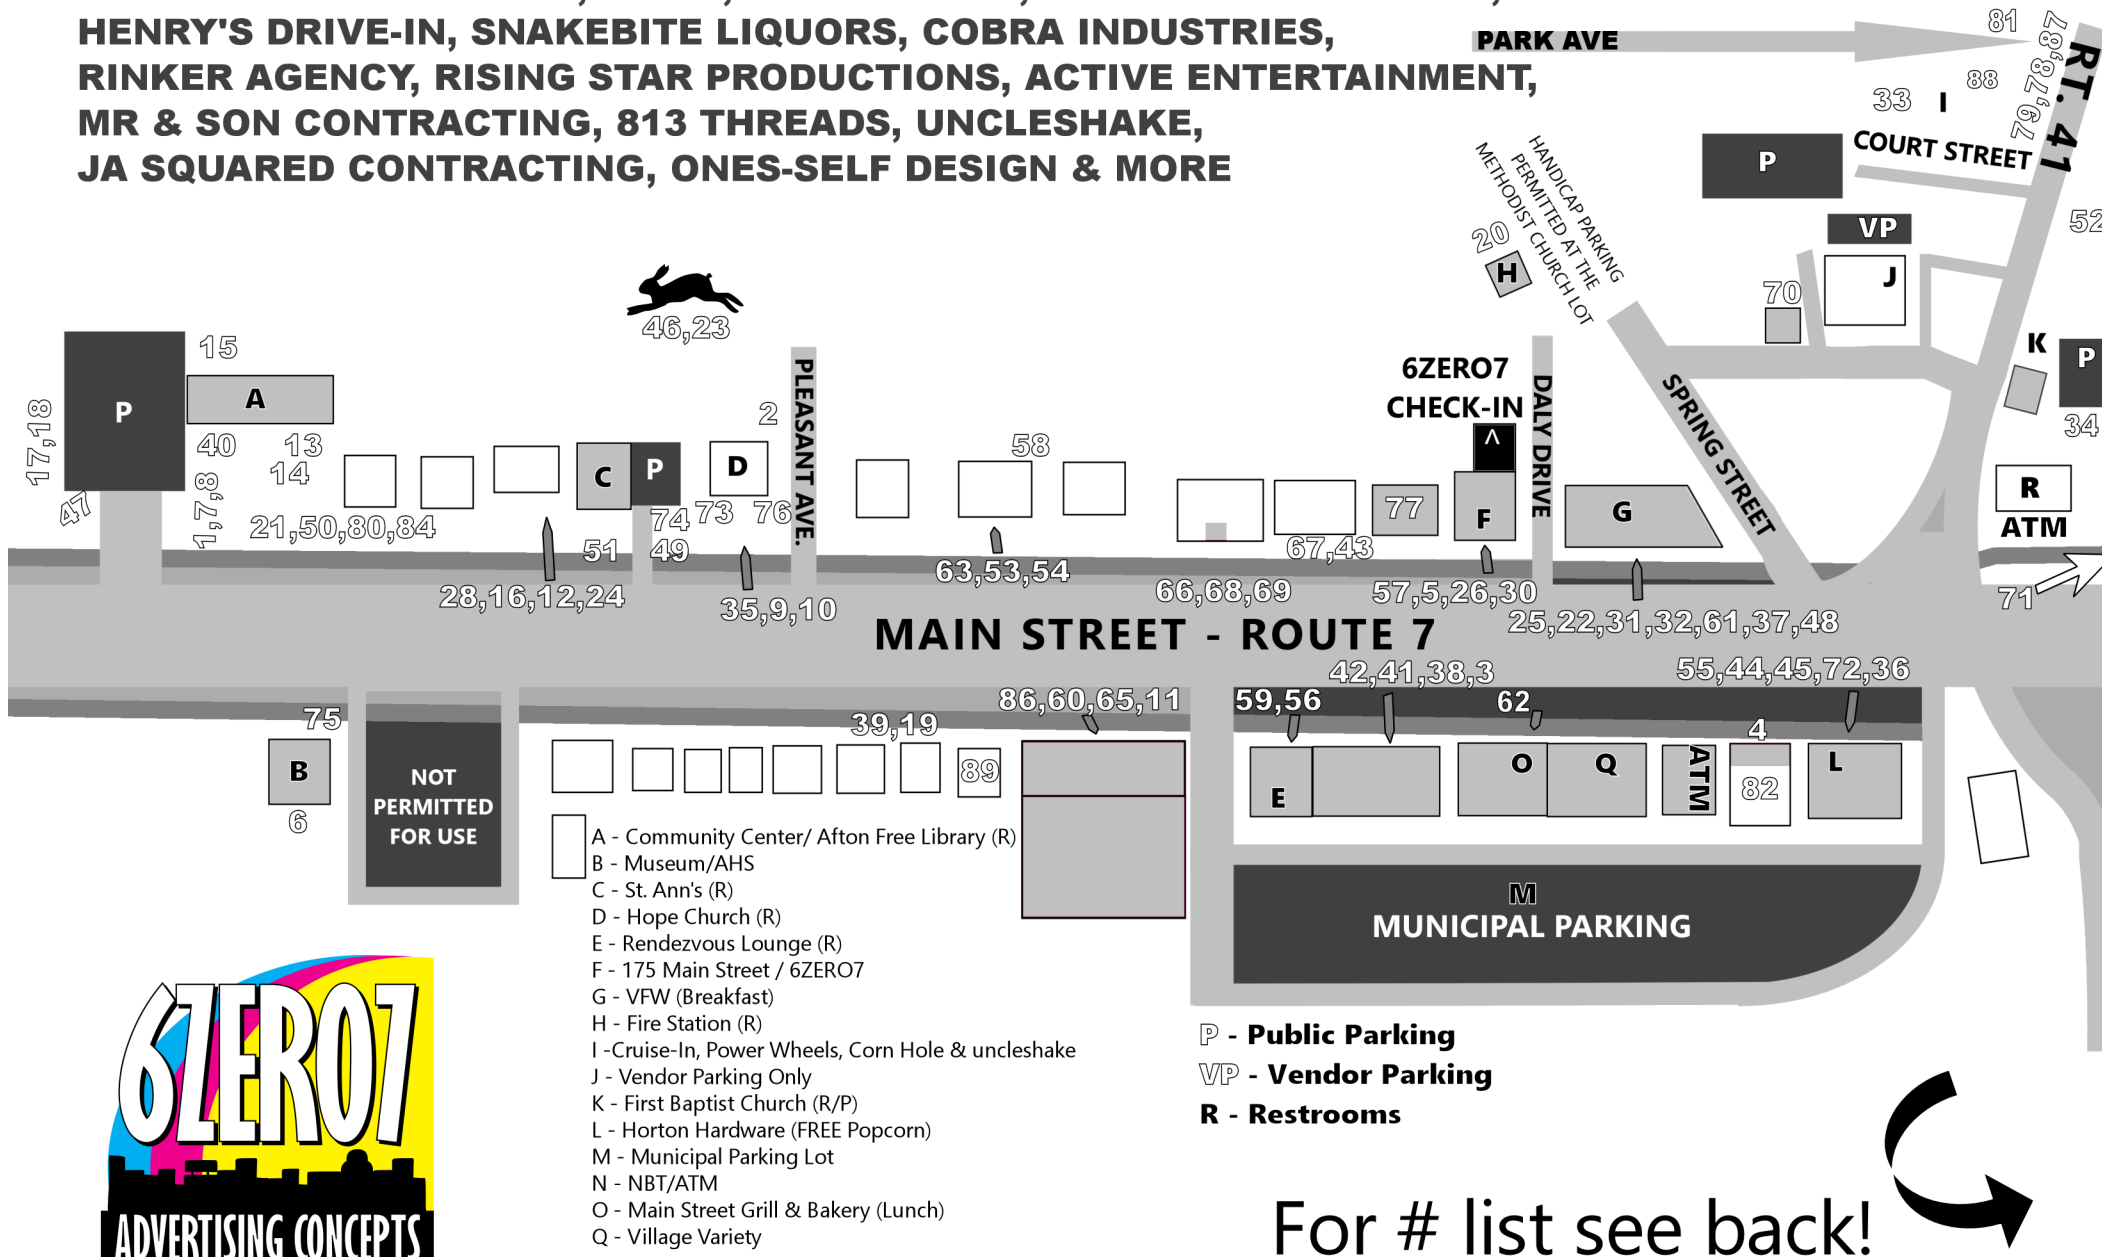 HENRY'S DRIVE-IN, SNAKEBITE LIQUORS, COBRA INDUSTRIES,
RINKER AGENCY, RISING STAR PRODUCTIONS, ACTIVE ENTERTAINMENT,
MR & SON CONTRACTING, 813 THREADS, UNCLESHAKE,
JA SQUARED CONTRACTING, ONES-SELF DESIGN & MORE
PARK AVE
81
79,78,87
RT. 41
88
33
I
COURT STREET
P
52
VP
J
70
HANDICAP PARKING
PERMITTED AT THE
METHODIST CHURCH LOT
20
H
46,23
K
P
34
R
ATM
71
15
P
A
17,18
40
13
14
47
1,7,8
21,50,80,84
C
P
D
2
PLEASANT AVE.
51
74
49
73
76
58
28,16,12,24
35,9,10
63,53,54
66,68,69
67,43
77
6ZERO7
CHECK-IN
^
F
DALY DRIVE
G
SPRING STREET
57,5,26,30
25,22,31,32,61,37,48
MAIN STREET - ROUTE 7
42,41,38,3
55,44,45,72,36
75
B
6
NOT
PERMITTED
FOR USE
39,19
89
86,60,65,11
59,56
62
4
E
O
Q
ATM
82
L
M
MUNICIPAL PARKING
A - Community Center/ Afton Free Library (R)
B - Museum/AHS
C - St. Ann's (R)
D - Hope Church (R)
E - Rendezvous Lounge (R)
F - 175 Main Street / 6ZERO7
G - VFW (Breakfast)
H - Fire Station (R)
I -Cruise-In, Power Wheels, Corn Hole & uncleshake
J - Vendor Parking Only
K - First Baptist Church (R/P)
L - Horton Hardware (FREE Popcorn)
M - Municipal Parking Lot
N - NBT/ATM
O - Main Street Grill & Bakery (Lunch)
Q - Village Variety
P - Public Parking
VP - Vendor Parking
R - Restrooms
6ZERO7
ADVERTISING CONCEPTS
For # list see back!